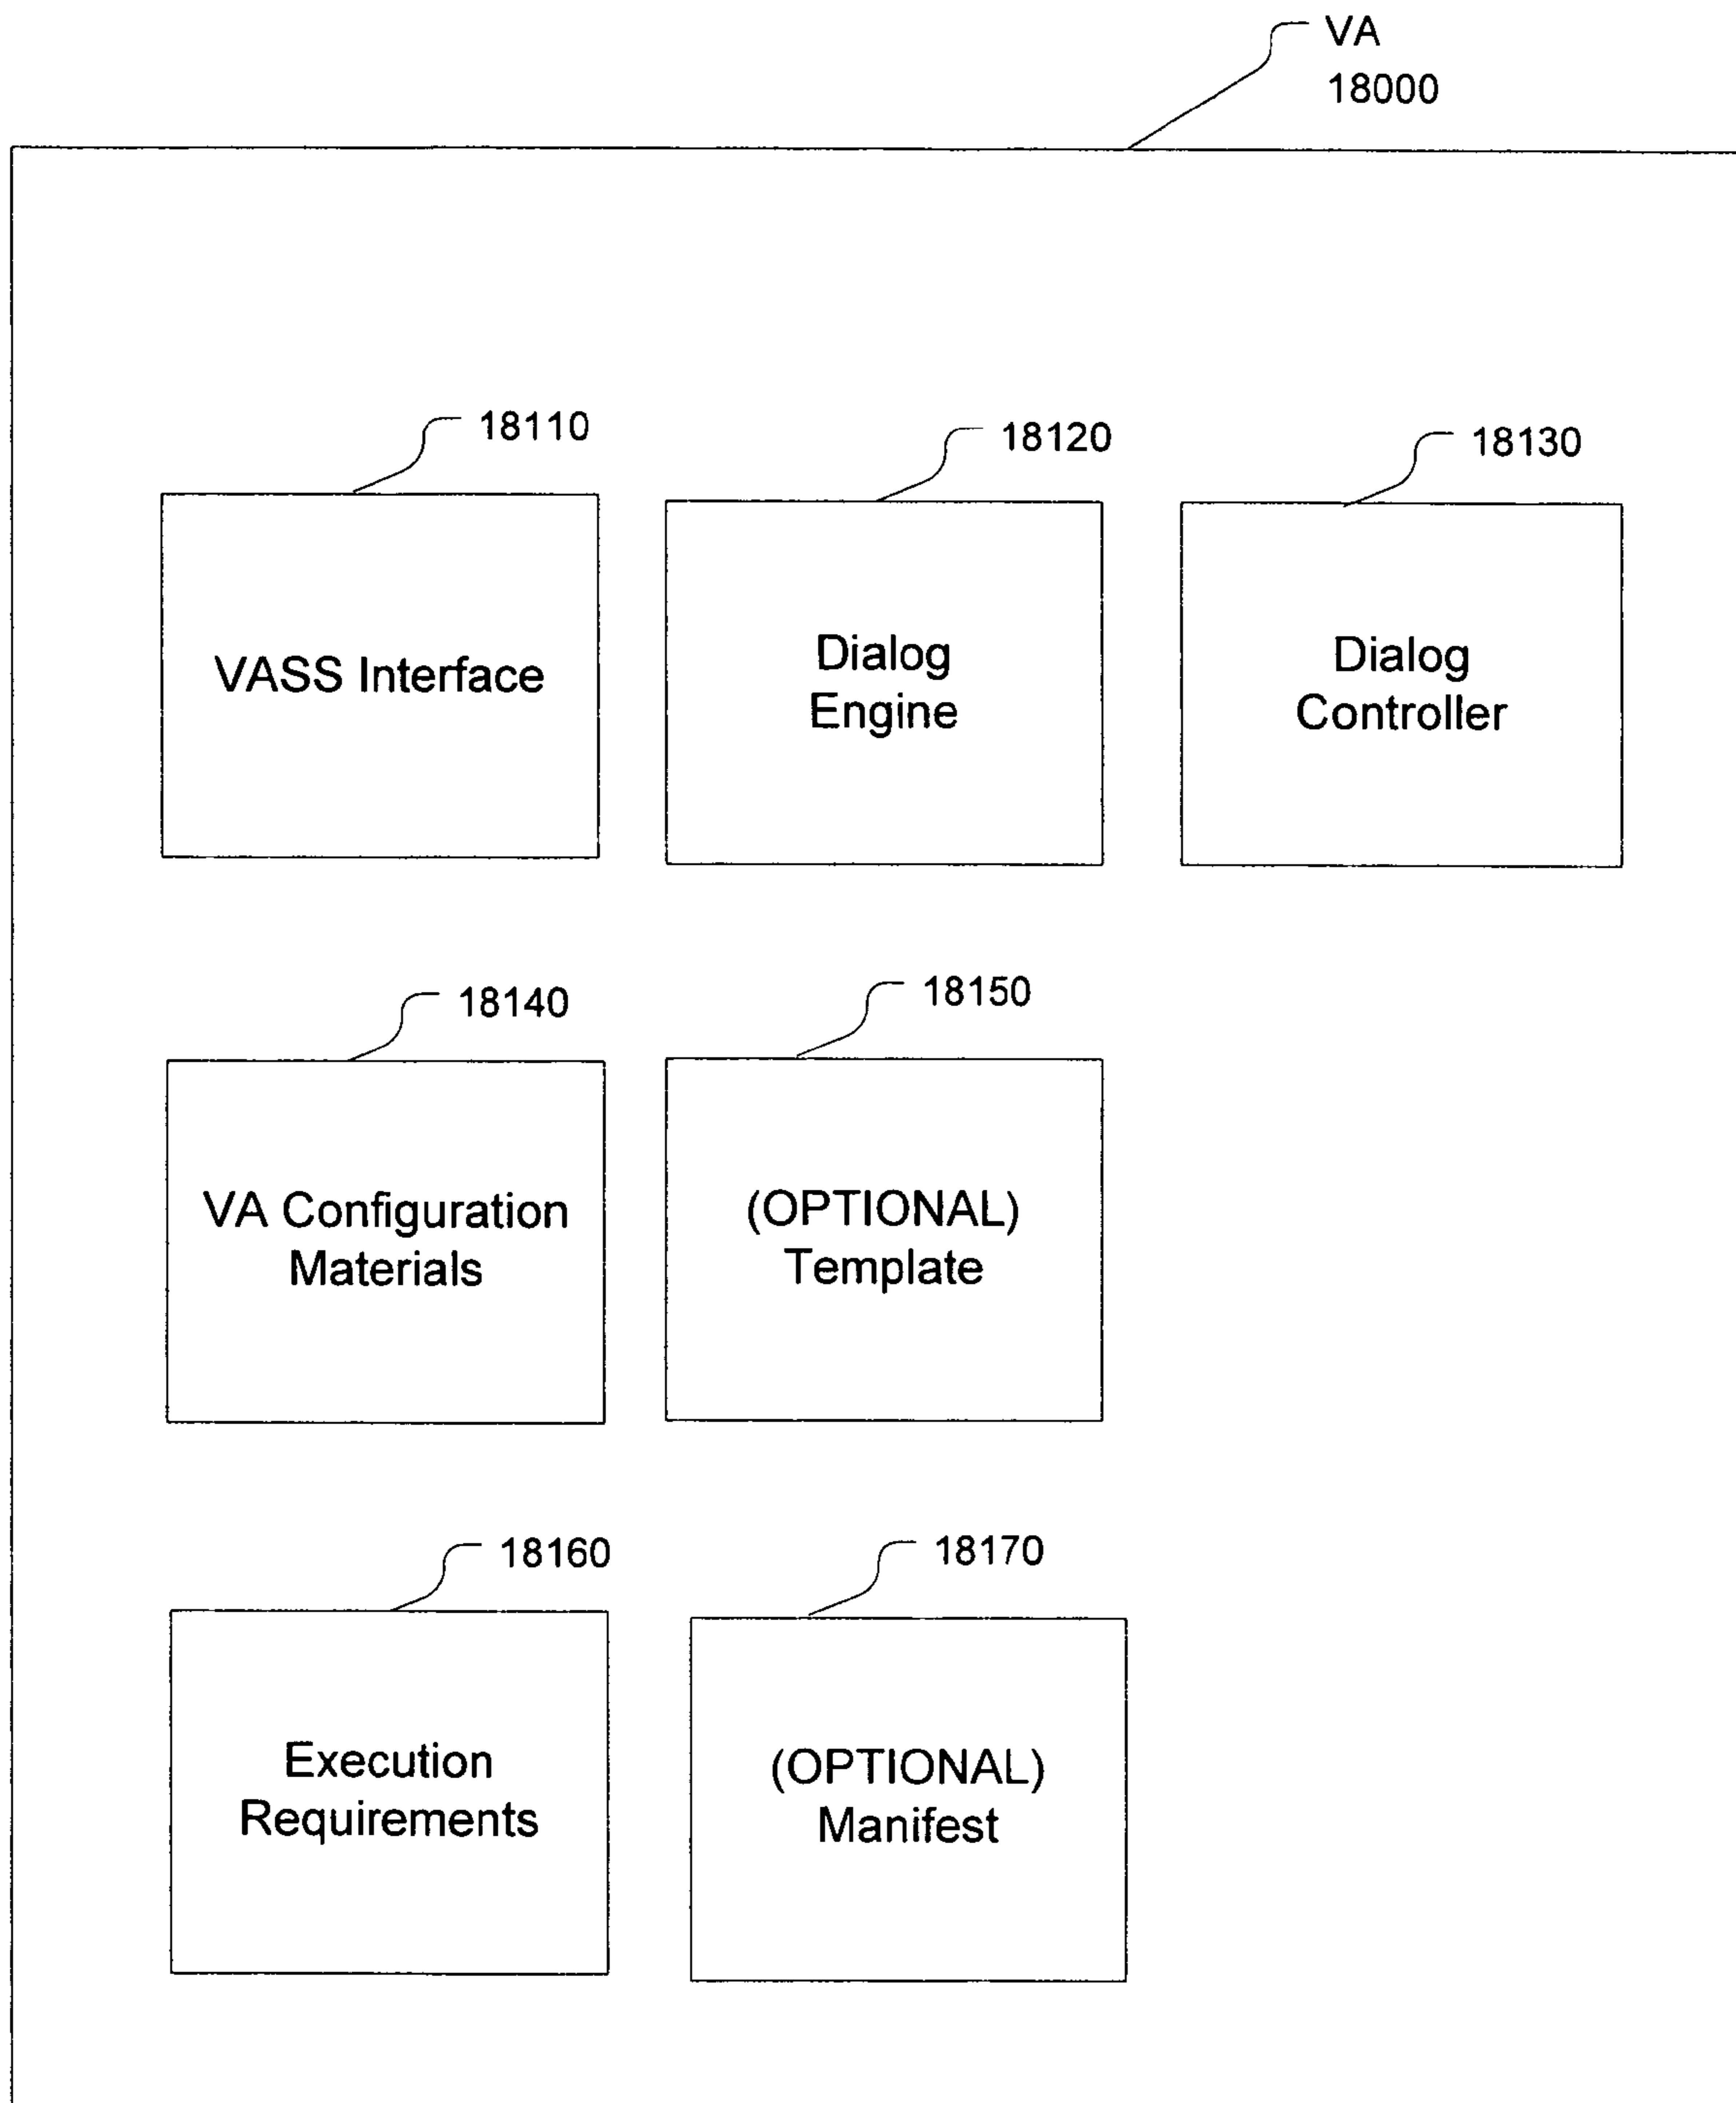 VA
18000
18110
18120
18130
VASS Interface
Dialog
Engine
Dialog
Controller
18140
18150
VA Configuration
Materials
(OPTIONAL)
Template
18160
18170
Execution
Requirements
(OPTIONAL)
Manifest